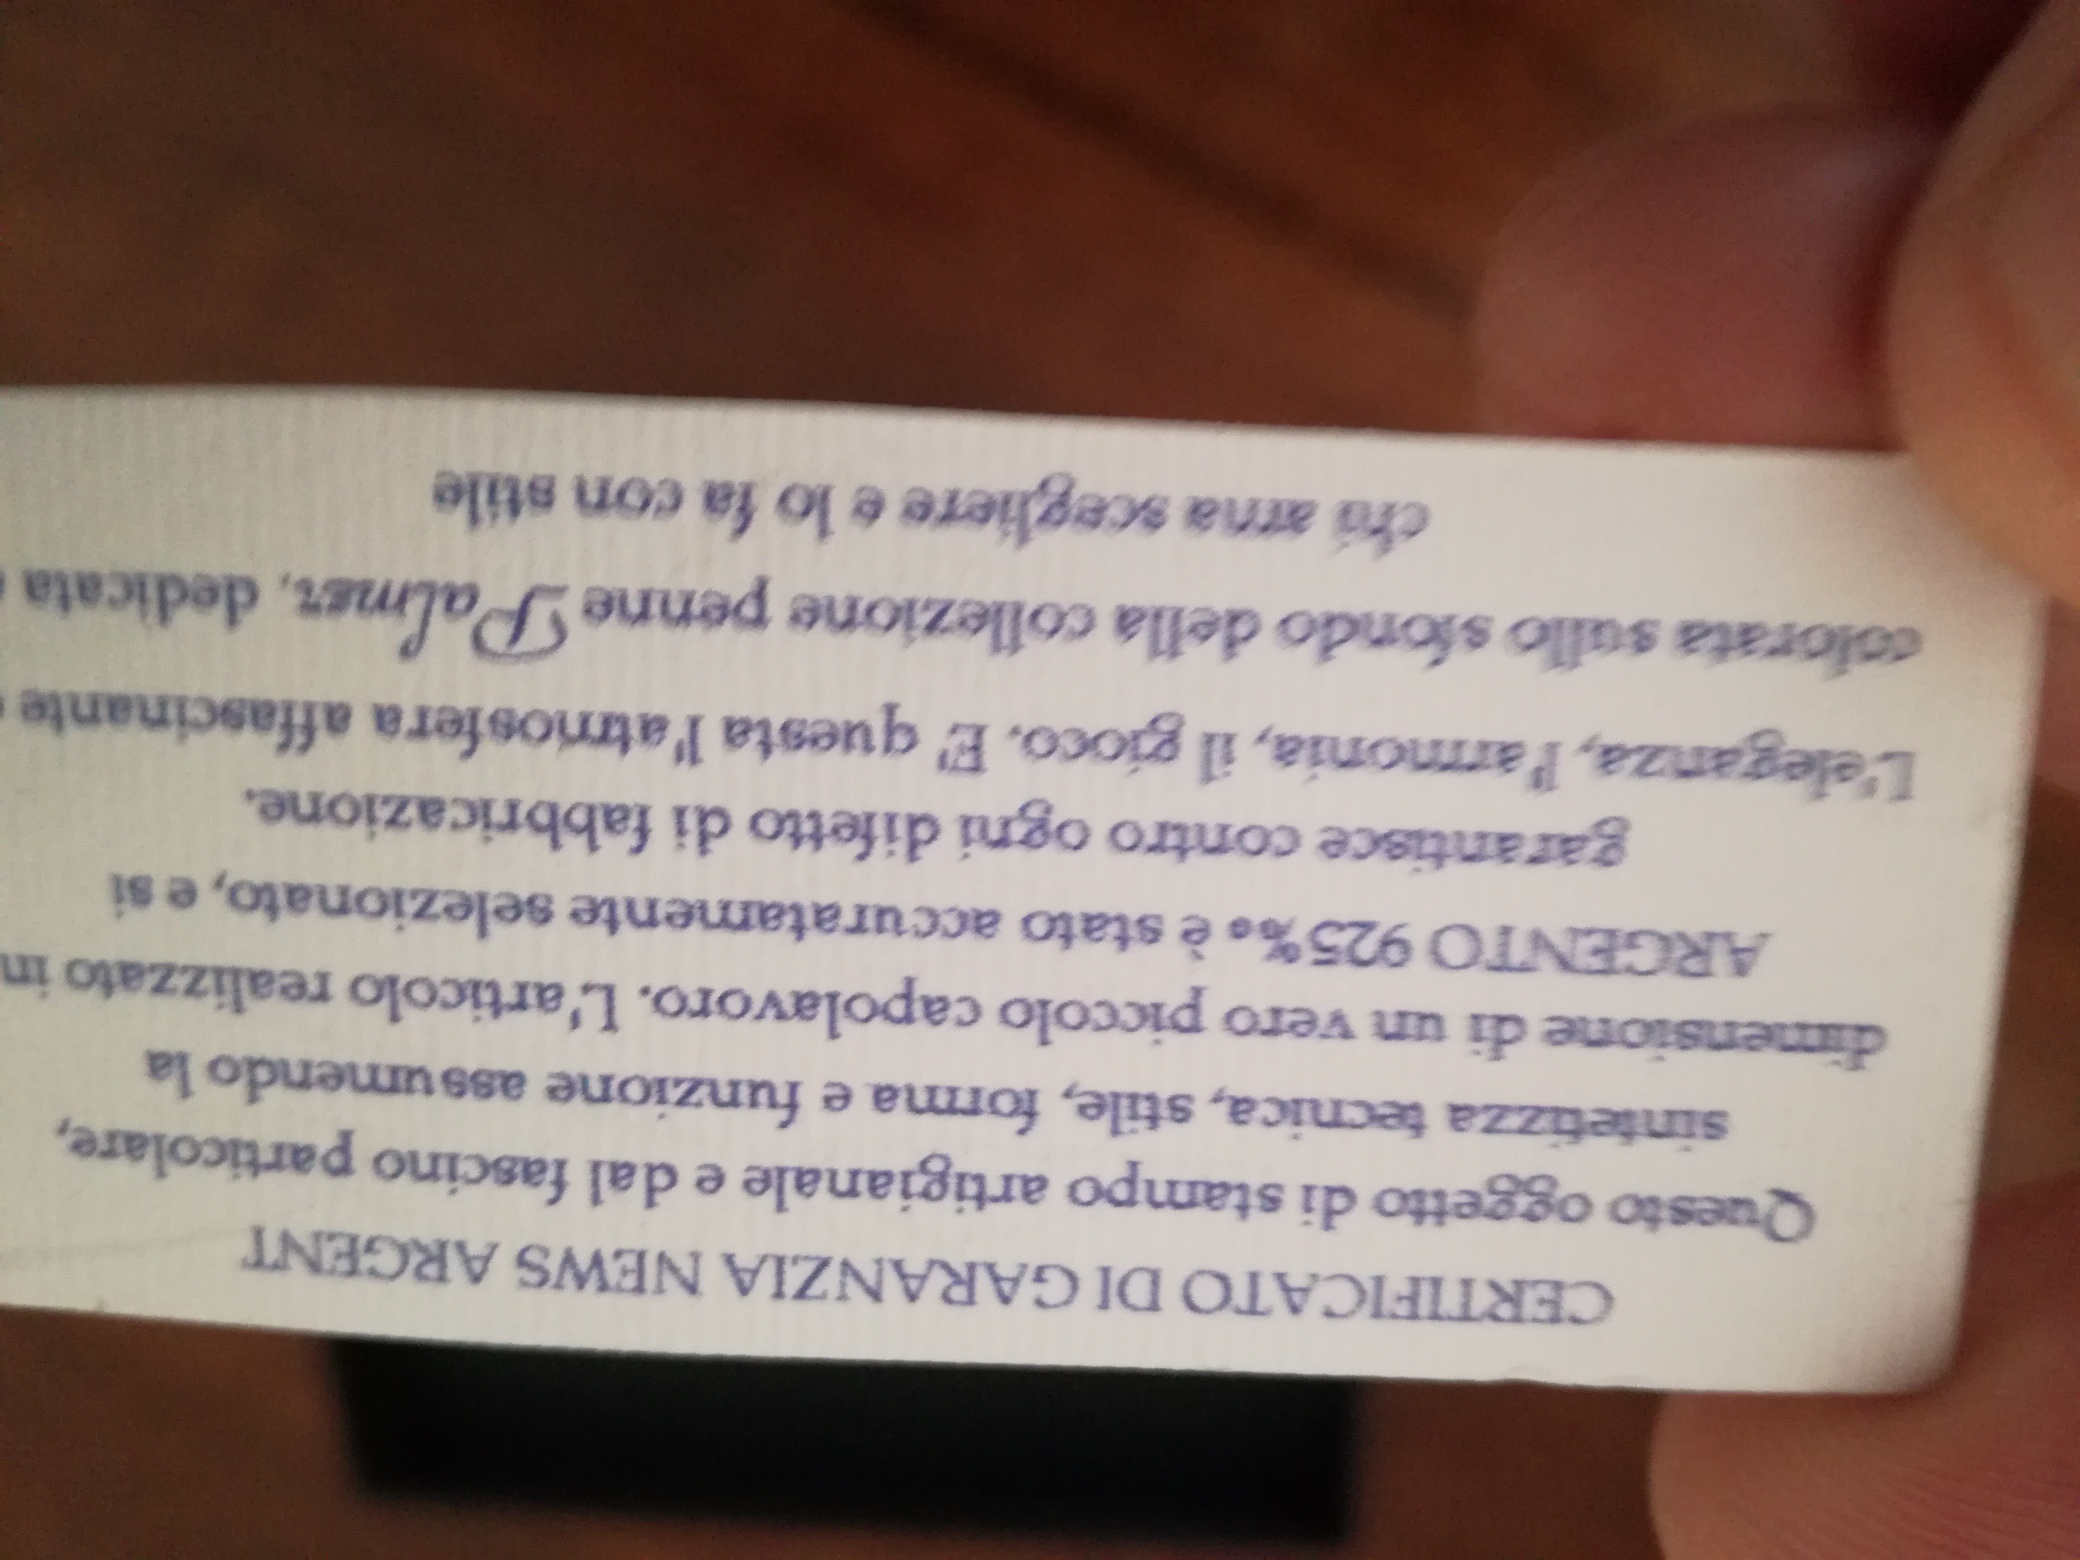 CERTIFICATO DI GARANZIA NEWS ARGENT
Questo oggetto di stampo artigianale e dal fascino particolare,
sintetizza tecnica, stile, forma e funzione assumendo la
dimensione di un vero piccolo capolavoro. L'articolo realizzato in
ARGENTO 925‰ è stato accuratamente selezionato, e si
garantisce contro ogni difetto di fabbricazione.
L'eleganza, l'armonia, il gioco. E' questa l'atmosfera affascinante
colorata sullo sfondo della collezione penne Palmer, dedicata
chi ama scegliere e lo fa con stile